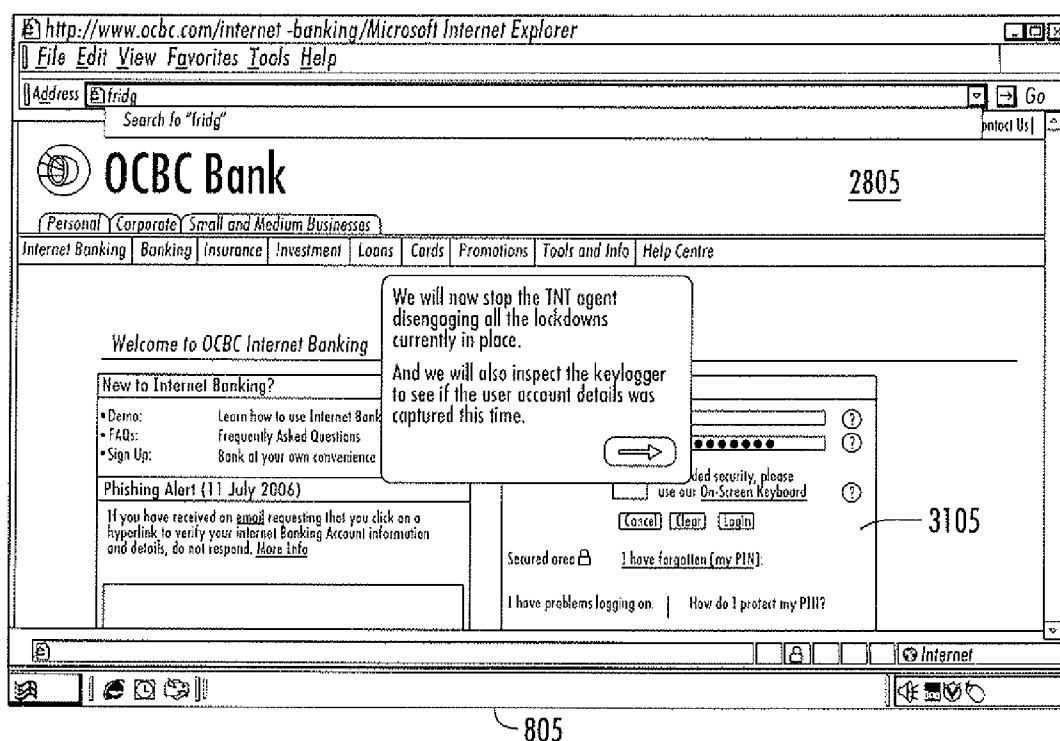 http://www.ocbc.com/internet -banking/Microsoft Internet Explorer
File Edit View Favorites Tools Help
Address fridg Go
Search fo "fridg"
ontact Us
OCBC Bank
2805
Personal Corporate Small and Medium Businesses
Internet Banking Banking Insurance Investment Loans Cards Promotions Tools and Info Help Centre
We will now stop the TNT agent
disengaging all the lockdowns
currently in place.
And we will also inspect the keylogger
to see if the user account details was
captured this time.
Welcome to OCBC Internet Banking
New to Internet Banking?
• Demo: Learn how to use Internet Bank
• FAQs: Frequently Asked Questions
• Sign Up: Bank at your own convenience
Phishing Alert (11 July 2006)
If you have received an email requesting that you click on a
hyperlink to verify your internet Banking Account information
and details, do not respond. More Info
?
?
ded security, please
use our On-Screen Keyboard ?
Cancel Clear Login
3105
Secured area I have forgotten [my PIN]:
I have problems logging on. | How do I protect my PIN?
Internet
805